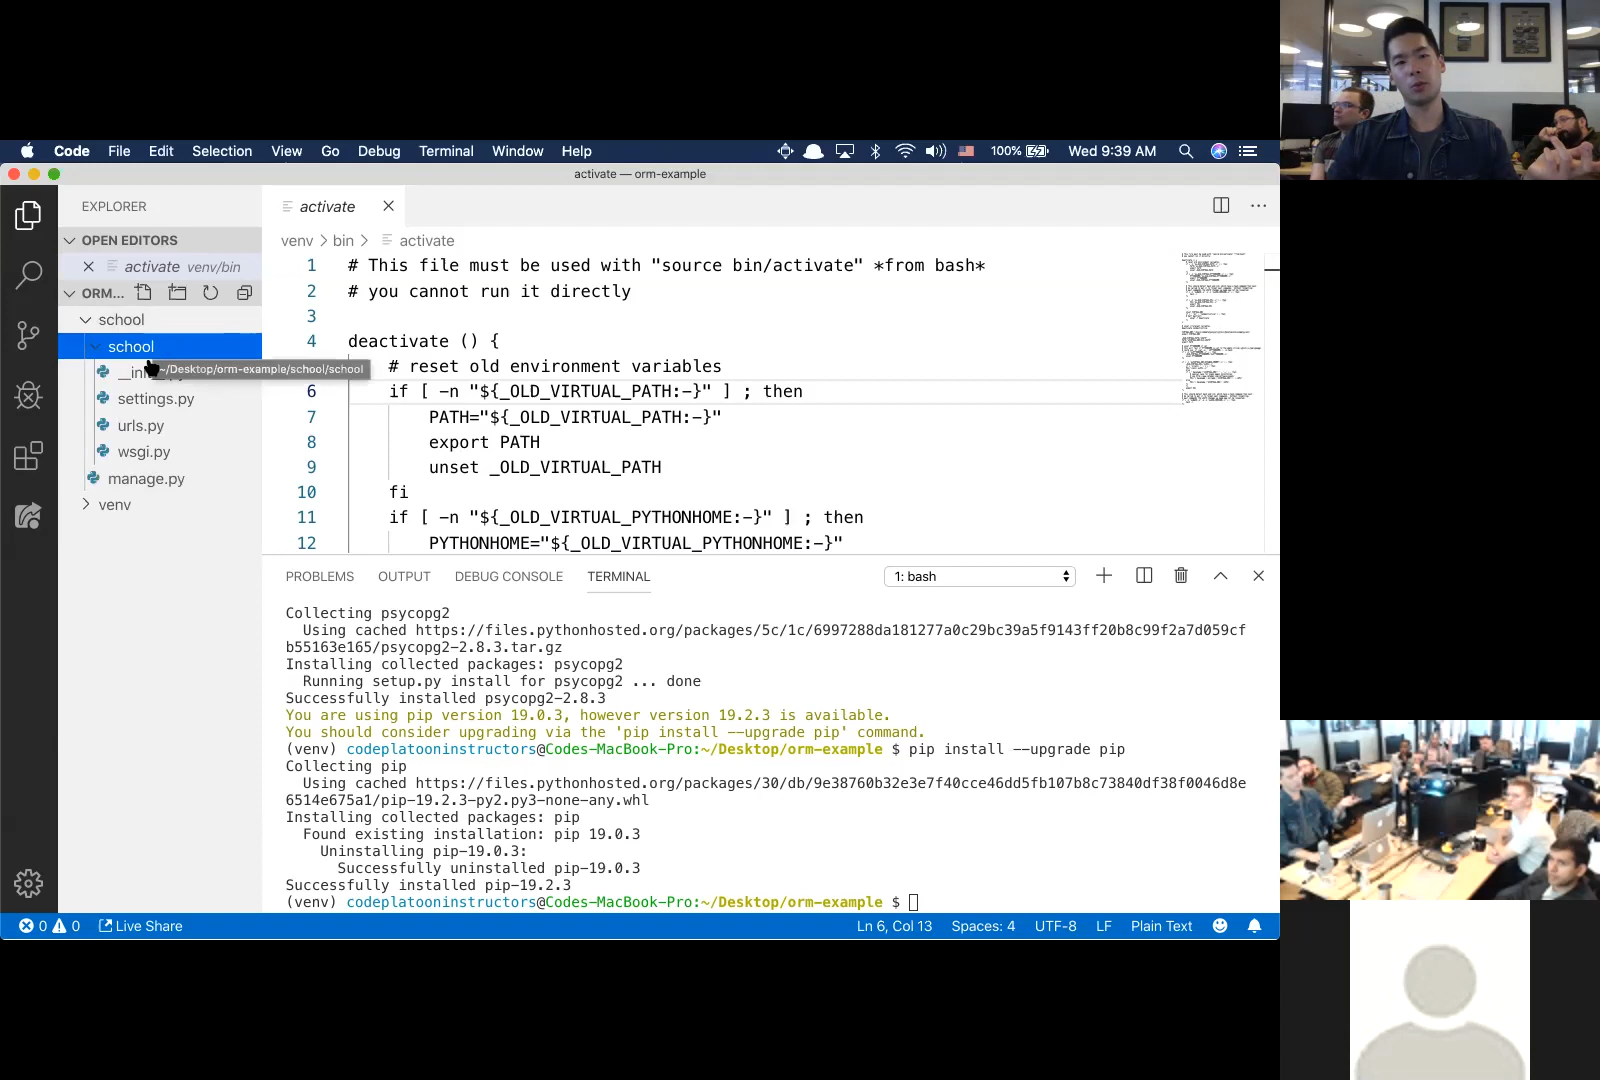 Code File Edit Selection View Go Debug Terminal Window Help 100% Wed 9:39 AM
activate — orm-example
EXPLORER
activate
OPEN EDITORS
activate venv/bin
ORM...
school
school
~/Desktop/orm-example/school/school
settings.py
urls.py
wsgi.py
manage.py
venv
venv > bin > activate
1 # This file must be used with "source bin/activate" *from bash*
2 # you cannot run it directly
3
4 deactivate () {
# reset old environment variables
6 if [ -n "${_OLD_VIRTUAL_PATH:-}" ] ; then
7 PATH="${_OLD_VIRTUAL_PATH:-}"
8 export PATH
9 unset _OLD_VIRTUAL_PATH
10 fi
11 if [ -n "${_OLD_VIRTUAL_PYTHONHOME:-}" ] ; then
12 PYTHONHOME="${_OLD_VIRTUAL_PYTHONHOME:-}"
PROBLEMS OUTPUT DEBUG CONSOLE TERMINAL 1: bash
Collecting psycopg2
Using cached https://files.pythonhosted.org/packages/5c/1c/6997288da181277a0c29bc39a5f9143ff20b8c99f2a7d059cf
b55163e165/psycopg2-2.8.3.tar.gz
Installing collected packages: psycopg2
Running setup.py install for psycopg2 ... done
Successfully installed psycopg2-2.8.3
You are using pip version 19.0.3, however version 19.2.3 is available.
You should consider upgrading via the 'pip install --upgrade pip' command.
(venv) codeplatooninstructors@Codes-MacBook-Pro:~/Desktop/orm-example $ pip install --upgrade pip
Collecting pip
Using cached https://files.pythonhosted.org/packages/30/db/9e38760b32e3e7f40cce46dd5fb107b8c73840df38f0046d8e
6514e675a1/pip-19.2.3-py2.py3-none-any.whl
Installing collected packages: pip
Found existing installation: pip 19.0.3
Uninstalling pip-19.0.3:
Successfully uninstalled pip-19.0.3
Successfully installed pip-19.2.3
(venv) codeplatooninstructors@Codes-MacBook-Pro:~/Desktop/orm-example $
0 0 Live Share Ln 6, Col 13 Spaces: 4 UTF-8 LF Plain Text